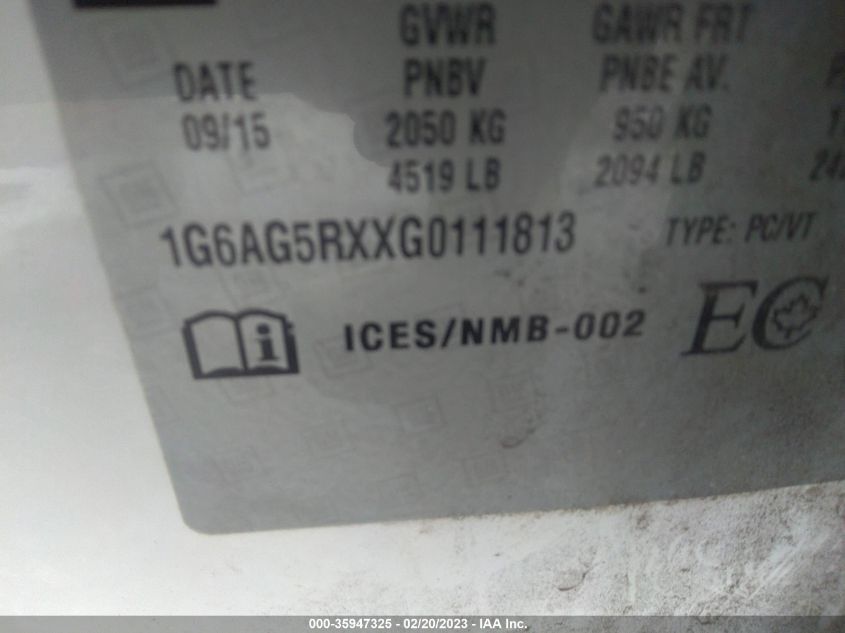 GVWR GAWR FRT
DATE PNBV PNBE AV.
09/15 2050 KG 950 KG
4519 LB 2094 LB
1G6AG5RXXG0111813 TYPE: PC/VT
i ICES/NMB-002 EC
000-35947325 - 02/20/2023 - IAA Inc.